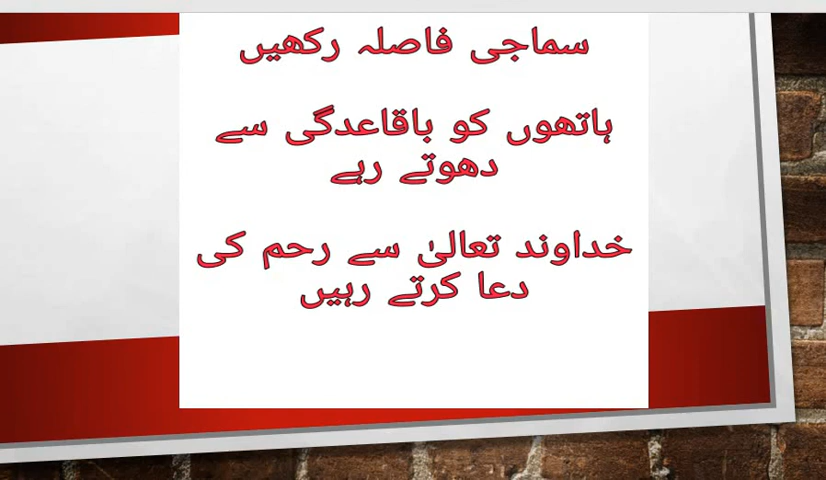 سماجی فاصلہ رکھیں
ہاتھوں کو باقاعدگی سے
دھوتے رہے
خداوند تعالیٰ سے رحم کی
دعا کرتے رہیں